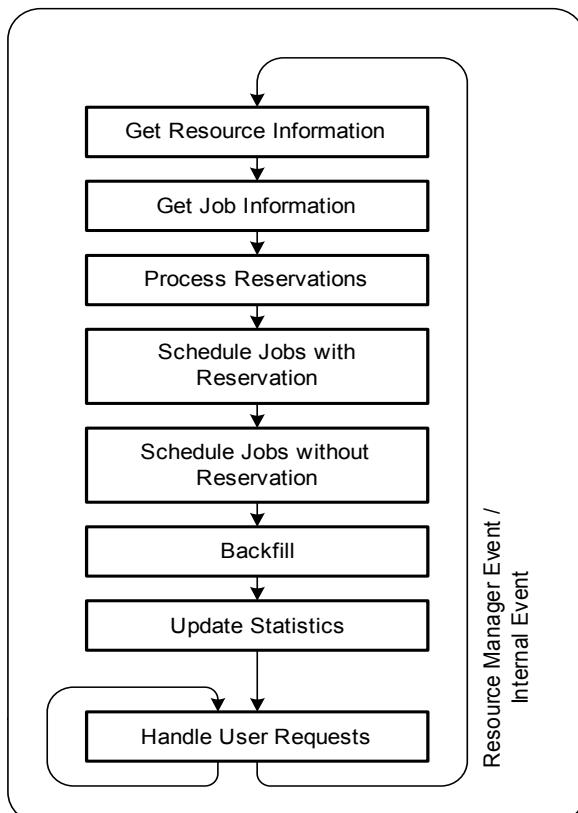 Get Resource Information
Get Job Information
Process Reservations
Schedule Jobs with
Reservation
Schedule Jobs without
Reservation
Backfill
Update Statistics
Handle User Requests
Resource Manager Event /
Internal Event